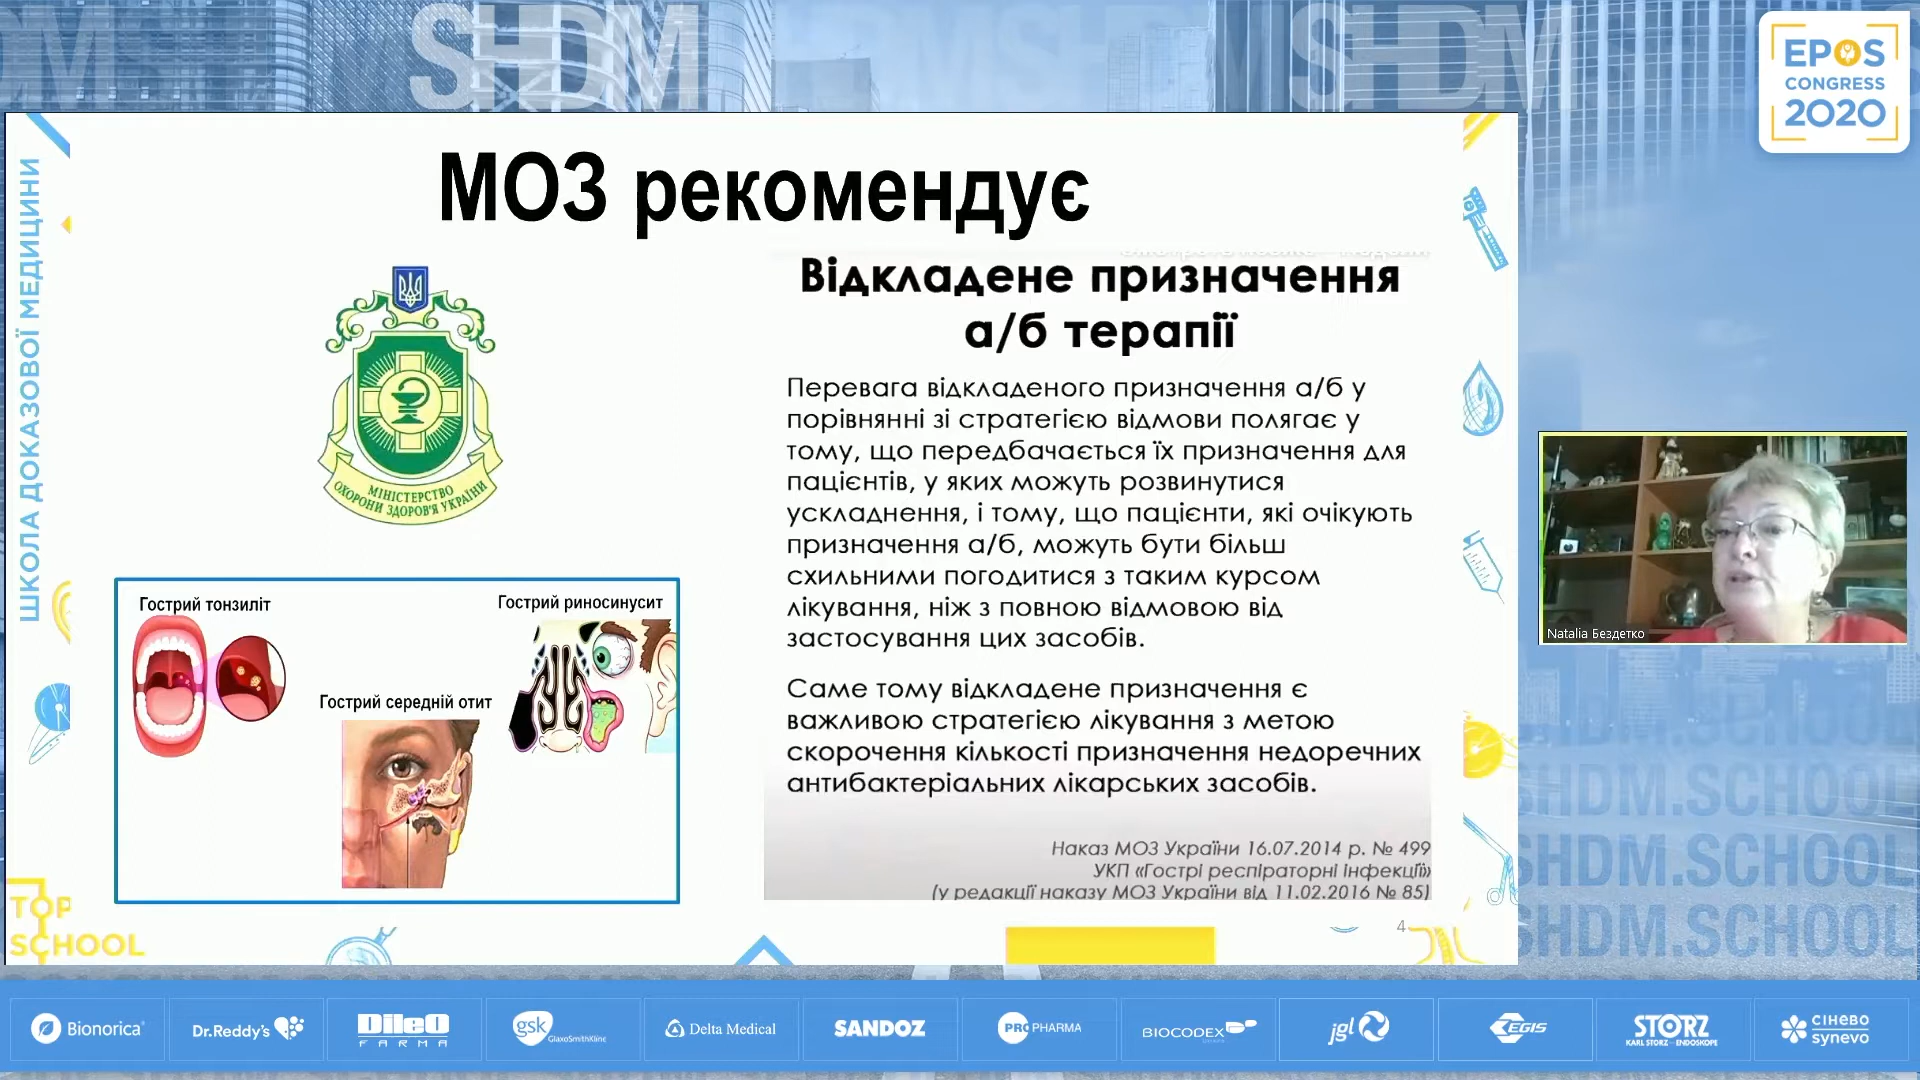 SHDM
EPOS
CONGRESS
2020
ШКОЛА ДОКАЗОВОЇ МЕДИЦИНИ
МОЗ рекомендує
МІНІСТЕРСТВО
ОХОРОНИ ЗДОРОВ'Я УКРАЇНИ
Гострий тонзиліт
Гострий риносинусит
Гострий середній отит
Відкладене призначення
а/б терапії
Перевага відкладеного призначення а/б у
порівнянні зі стратегією відмови полягає у
тому, що передбачається їх призначення для
пацієнтів, у яких можуть розвинутися
ускладнення, і тому, що пацієнти, які очікують
призначення а/б, можуть бути більш
схильними погодитися з таким курсом
лікування, ніж з повною відмовою від
застосування цих засобів.
Саме тому відкладене призначення є
важливою стратегією лікування з метою
скорочення кількості призначення недоречних
антибактеріальних лікарських засобів.
Наказ МОЗ України 16.07.2014 р. № 499
УКП «Гострі респіраторні інфекції»
(у редакції наказу МОЗ України від 11.02.2016 № 85)
4
TOP
SCHOOL
Natalia Бездетко
SHDM.SCHOOL
SHDM.SCHOOL
SHDM.SCHOOL
SHDM.SCHOOL
Bionorica
Dr.Reddy's
DileO
FARMA
gsk
GlaxoSmithKline
Delta Medical
SANDOZ
PRO PHARMA
BIOCODEX
jgl
EGIS
STORZ
KARL STORZ—ENDOSKOPE
СІНЕВО
synevo